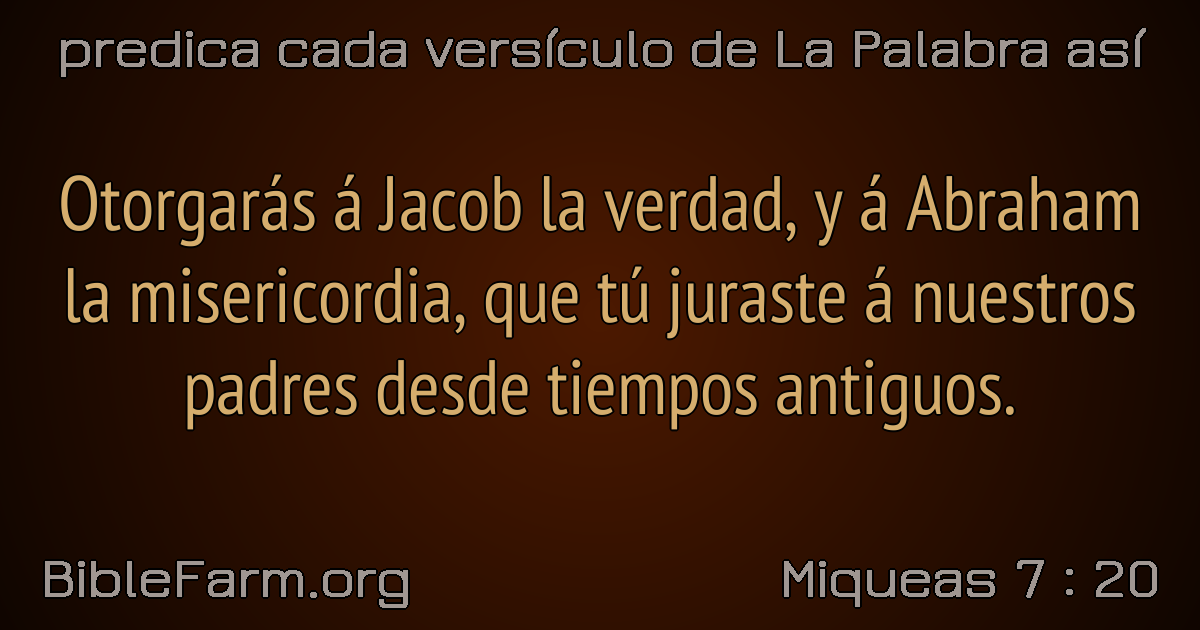 predica cada versículo de La Palabra así
Otorgarás á Jacob la verdad, y á Abraham
la misericordia, que tú juraste á nuestros
padres desde tiempos antiguos.
BibleFarm.org
Miqueas 7 : 20